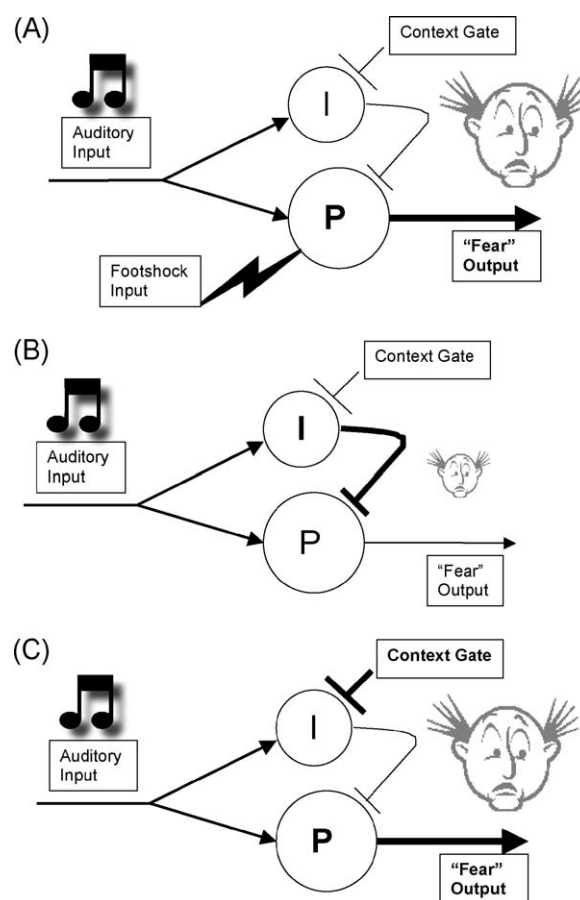 (A)
Context Gate
Auditory
Input
I
P
Footshock
Input
“Fear”
Output
(B)
Context Gate
Auditory
Input
I
P
“Fear”
Output
(C)
Context Gate
Auditory
Input
I
P
“Fear”
Output